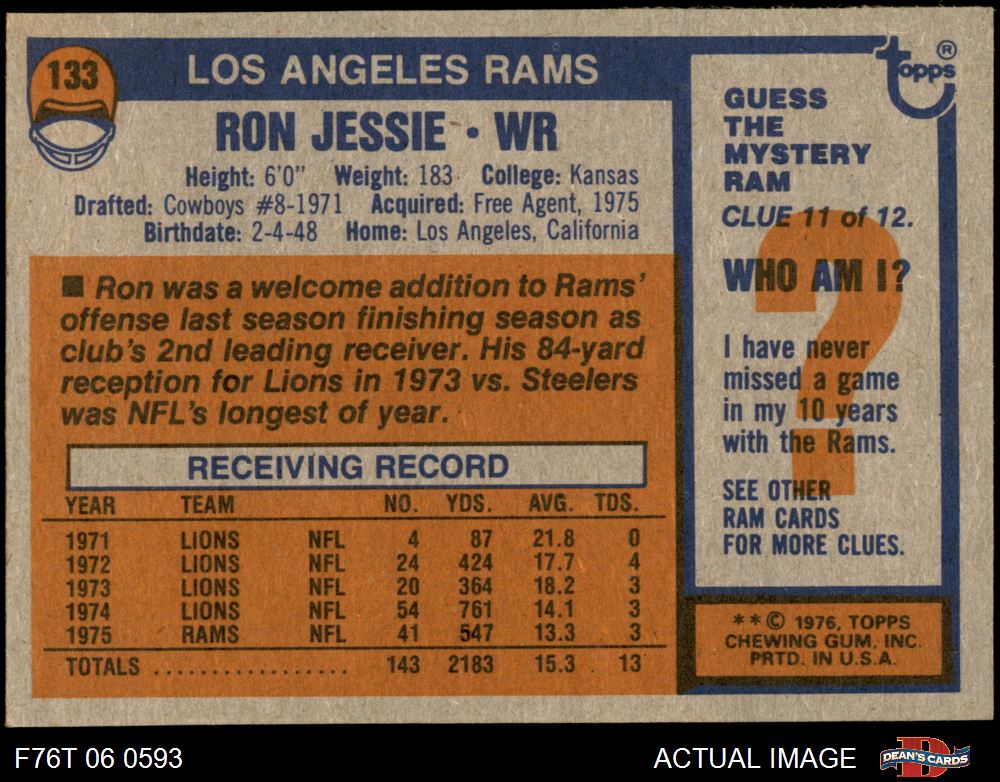 133
LOS ANGELES RAMS
RON JESSIE • WR
Height: 6'0" Weight: 183 College: Kansas
Drafted: Cowboys #8-1971 Acquired: Free Agent, 1975
Birthdate: 2-4-48 Home: Los Angeles, California
■ Ron was a welcome addition to Rams'
offense last season finishing season as
club's 2nd leading receiver. His 84-yard
reception for Lions in 1973 vs. Steelers
was NFL's longest of year.
RECEIVING RECORD
YEAR TEAM NO. YDS. AVG. TDS.
1971 LIONS NFL 4 87 21.8 0
1972 LIONS NFL 24 424 17.7 4
1973 LIONS NFL 20 364 18.2 3
1974 LIONS NFL 54 761 14.1 3
1975 RAMS NFL 41 547 13.3 3
TOTALS .................. 143 2183 15.3 13
topps®
GUESS
THE
MYSTERY
RAM
CLUE 11 of 12.
WHO AM I?
?
I have never
missed a game
in my 10 years
with the Rams.
SEE OTHER
RAM CARDS
FOR MORE CLUES.
**© 1976, TOPPS
CHEWING GUM, INC.
PRTD. IN U.S.A.
F76T 06 0593
ACTUAL IMAGE
D
DEAN'S CARDS